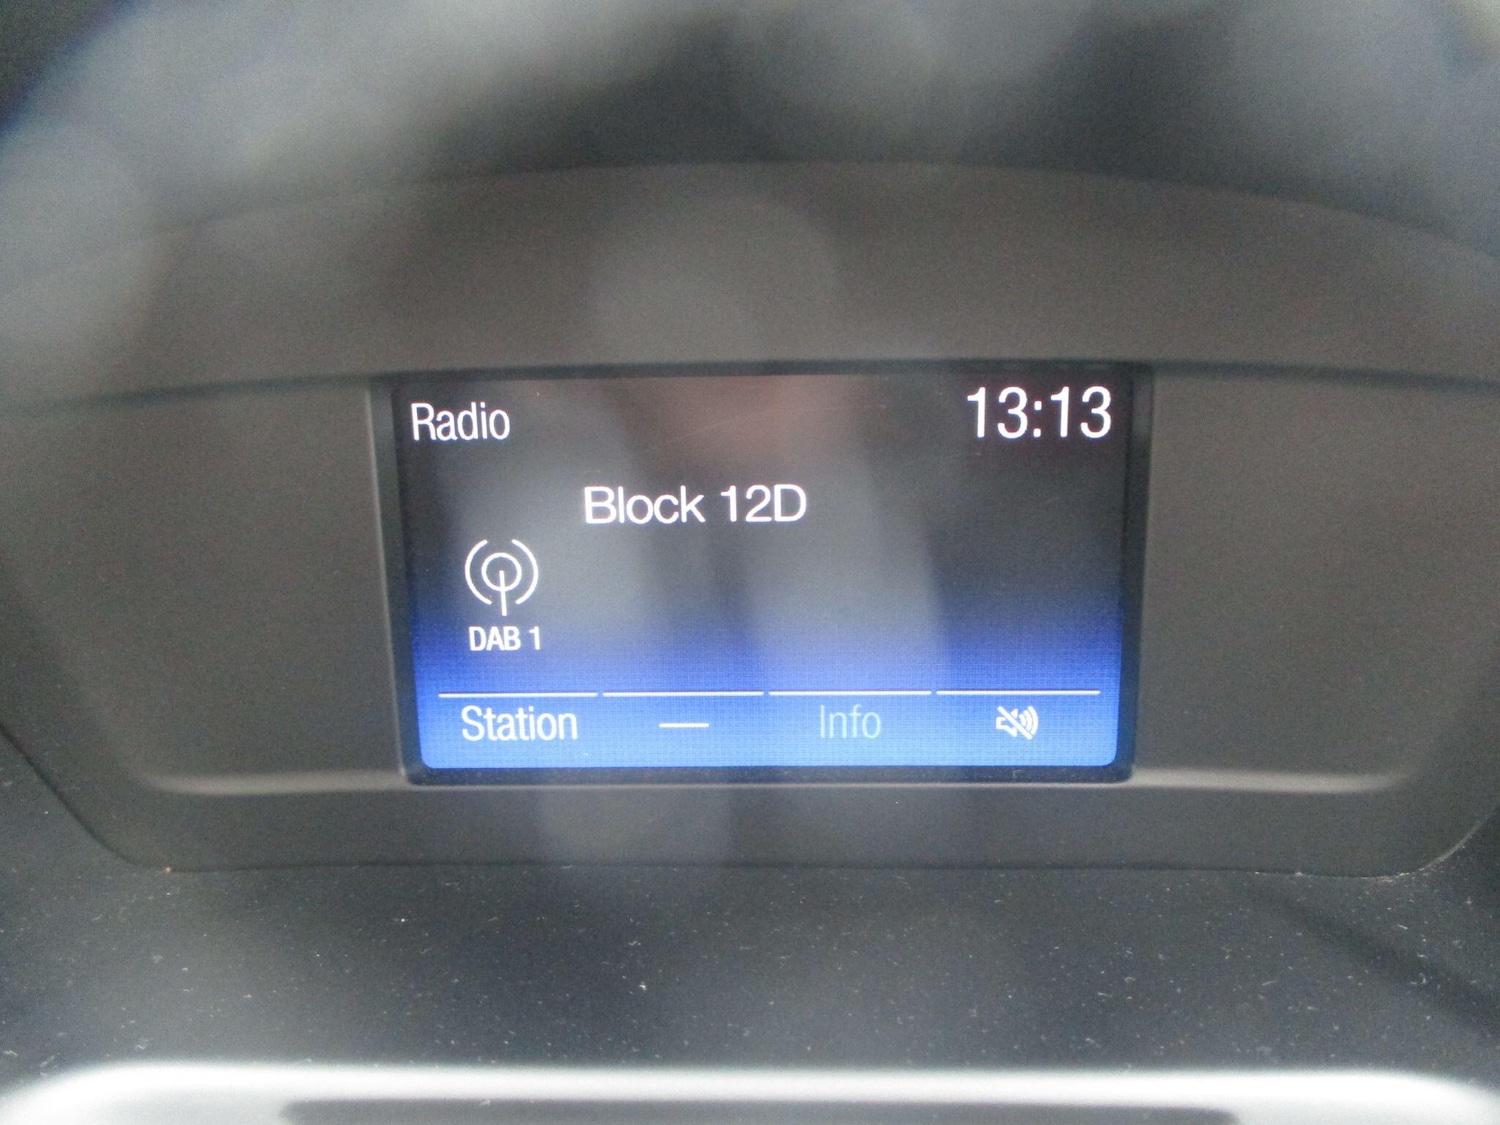 Radio 13:13
Block 12D
DAB 1
Station — Info